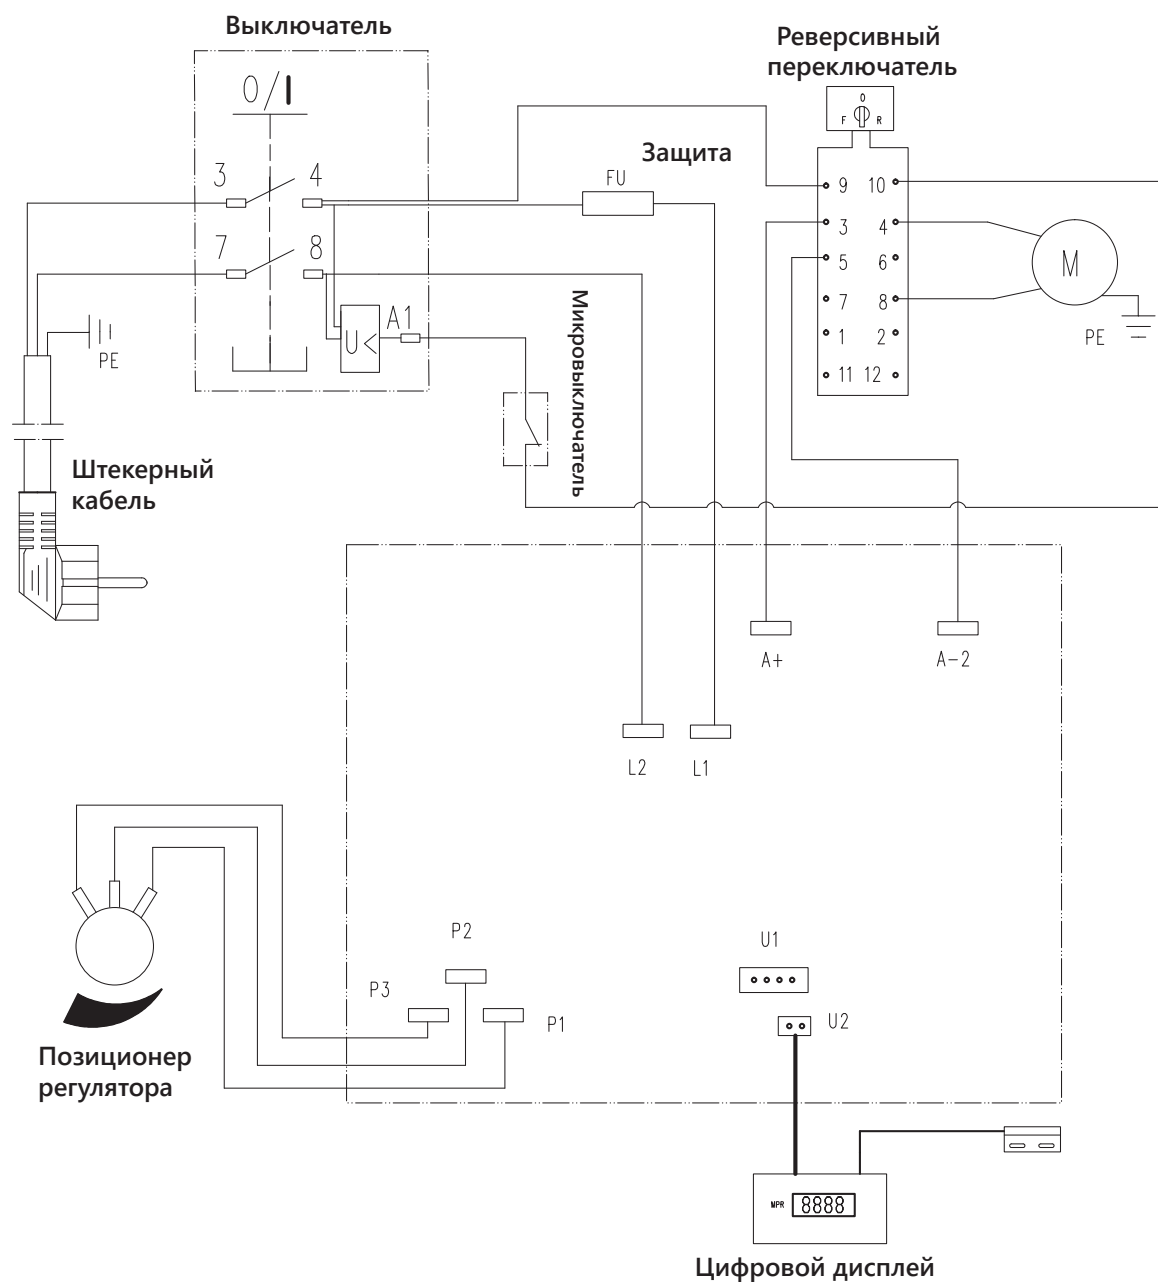 Выключатель
Реверсивный
переключатель
O/I
O
F R
Защита
3 4
FU
9 10
7 8
3 4
M
5 6
Микровыключатель
A1
U<
7 8
PE
PE
1 2
11 12
Штекерный
кабель
A+
A-2
L2
L1
P2
U1
P3
P1
U2
Позиционер
регулятора
MPR
8888
Цифровой дисплей